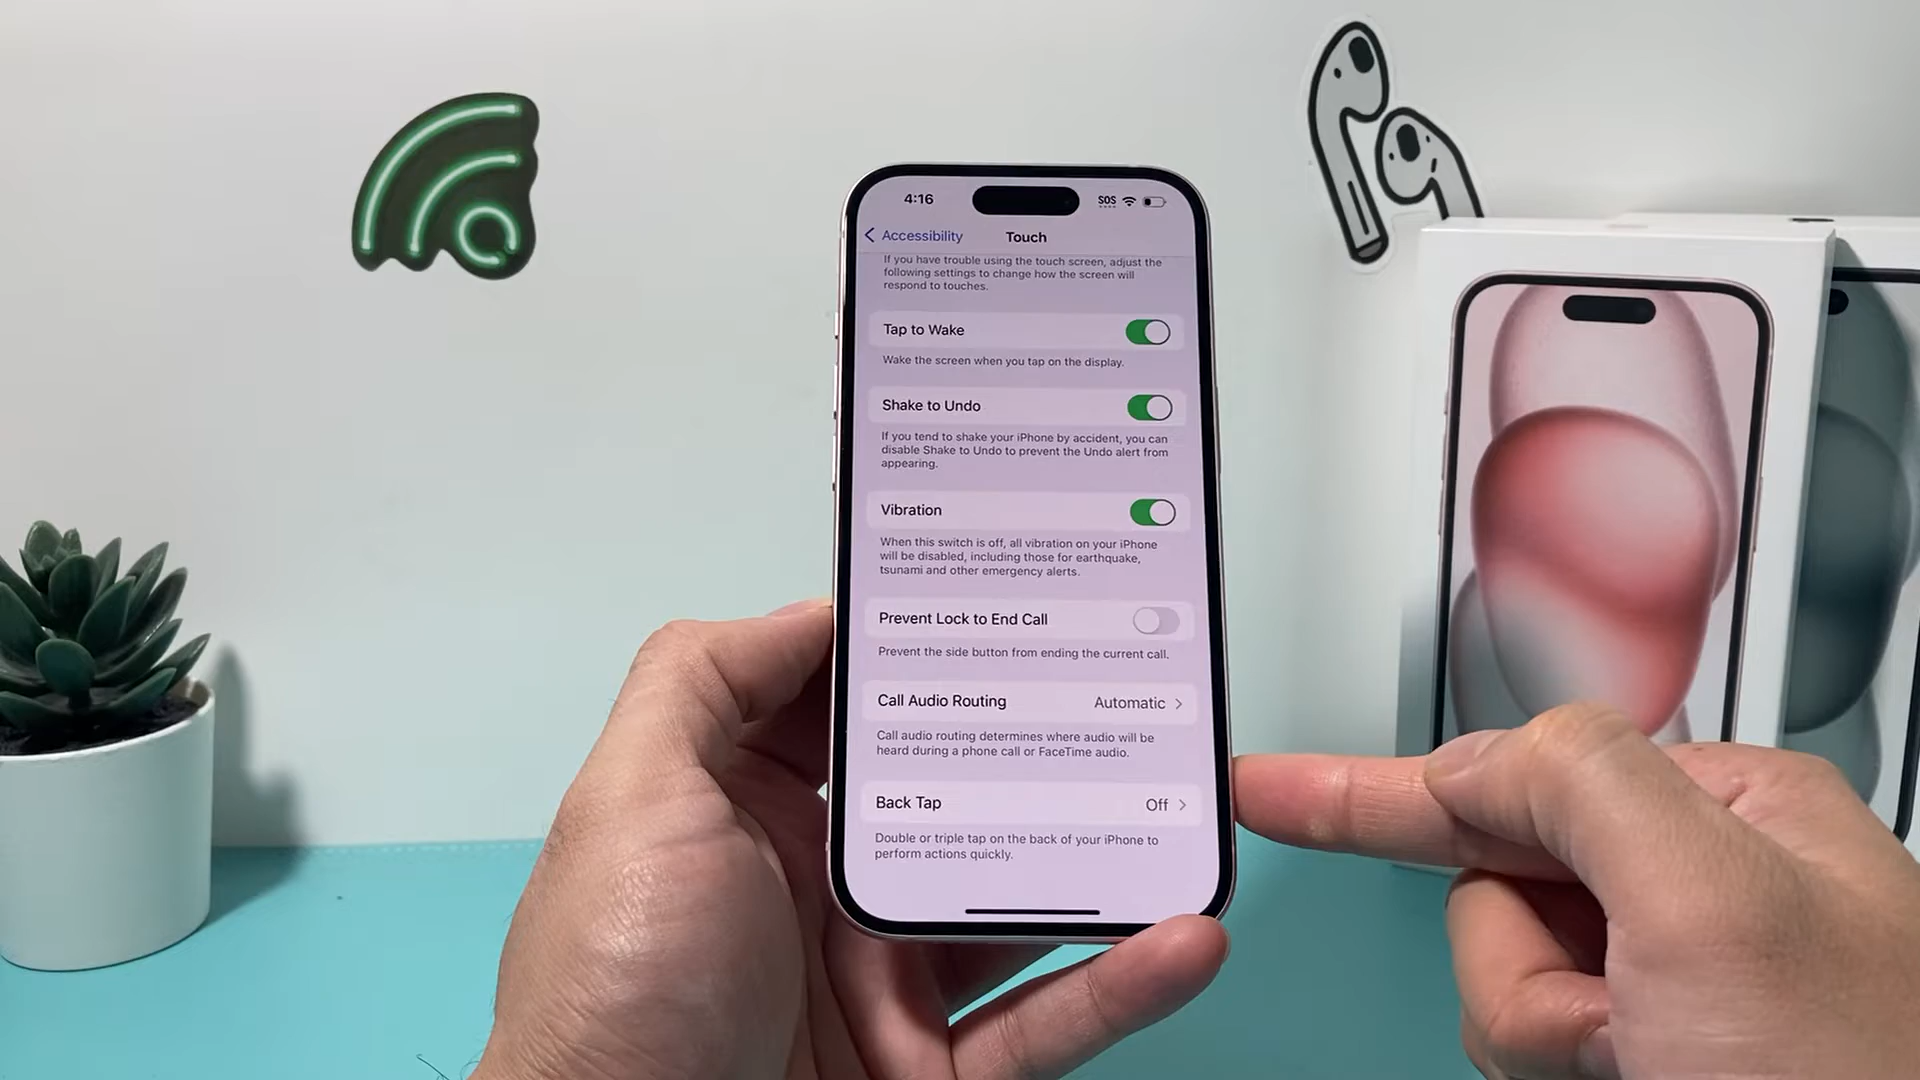 4:16
SOS
Accessibility
Touch
If you have trouble using the touch screen, adjust the
following settings to change how the screen will
respond to touches.
Tap to Wake
Wake the screen when you tap on the display.
Shake to Undo
If you tend to shake your iPhone by accident, you can
disable Shake to Undo to prevent the Undo alert from
appearing.
Vibration
When this switch is off, all vibration on your iPhone
will be disabled, including those for earthquake,
tsunami and other emergency alerts.
Prevent Lock to End Call
Prevent the side button from ending the current call.
Call Audio Routing
Automatic
Call audio routing determines where audio will be
heard during a phone call or FaceTime audio.
Back Tap
Off
Double or triple tap on the back of your iPhone to
perform actions quickly.